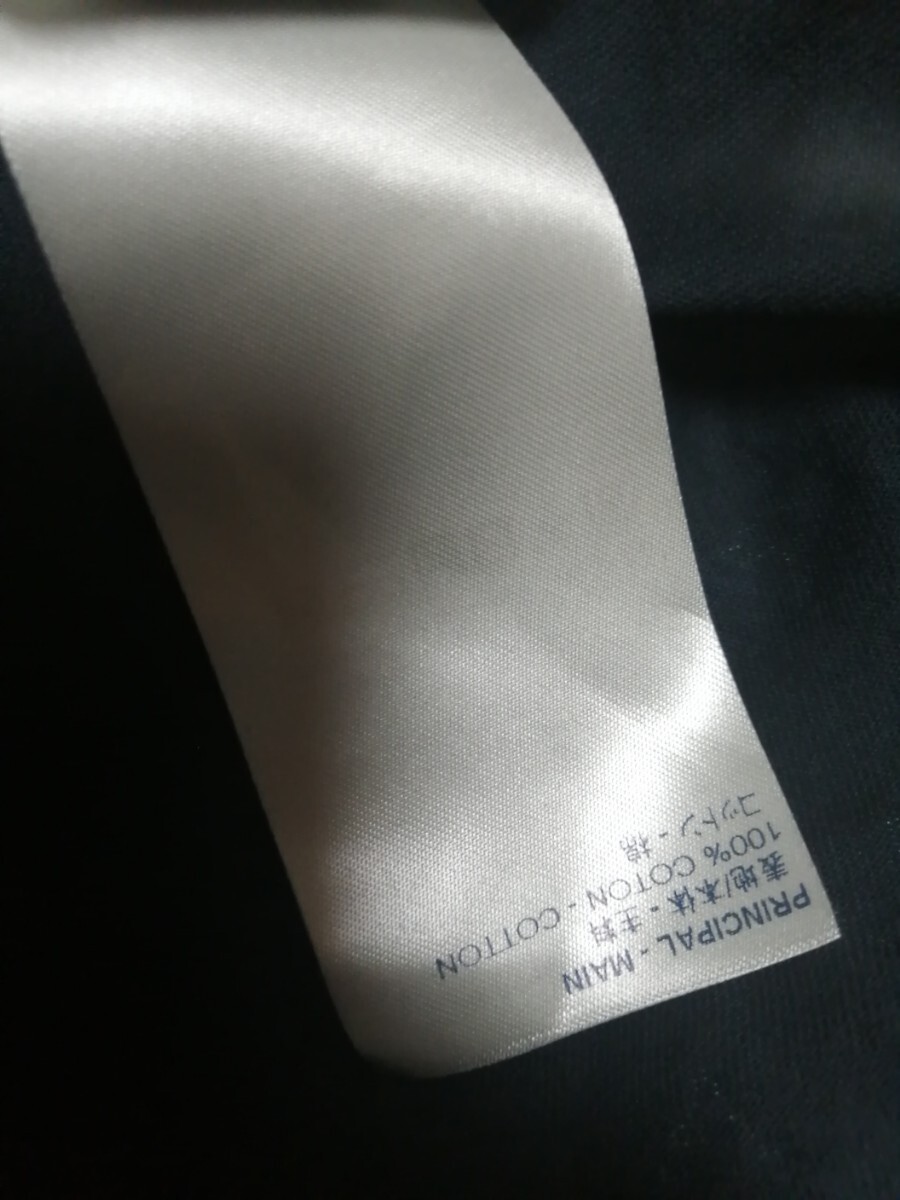 PRINCIPAL - MAIN
表地/本体 - 主料
100% COTON - COTTON
コットン - 棉